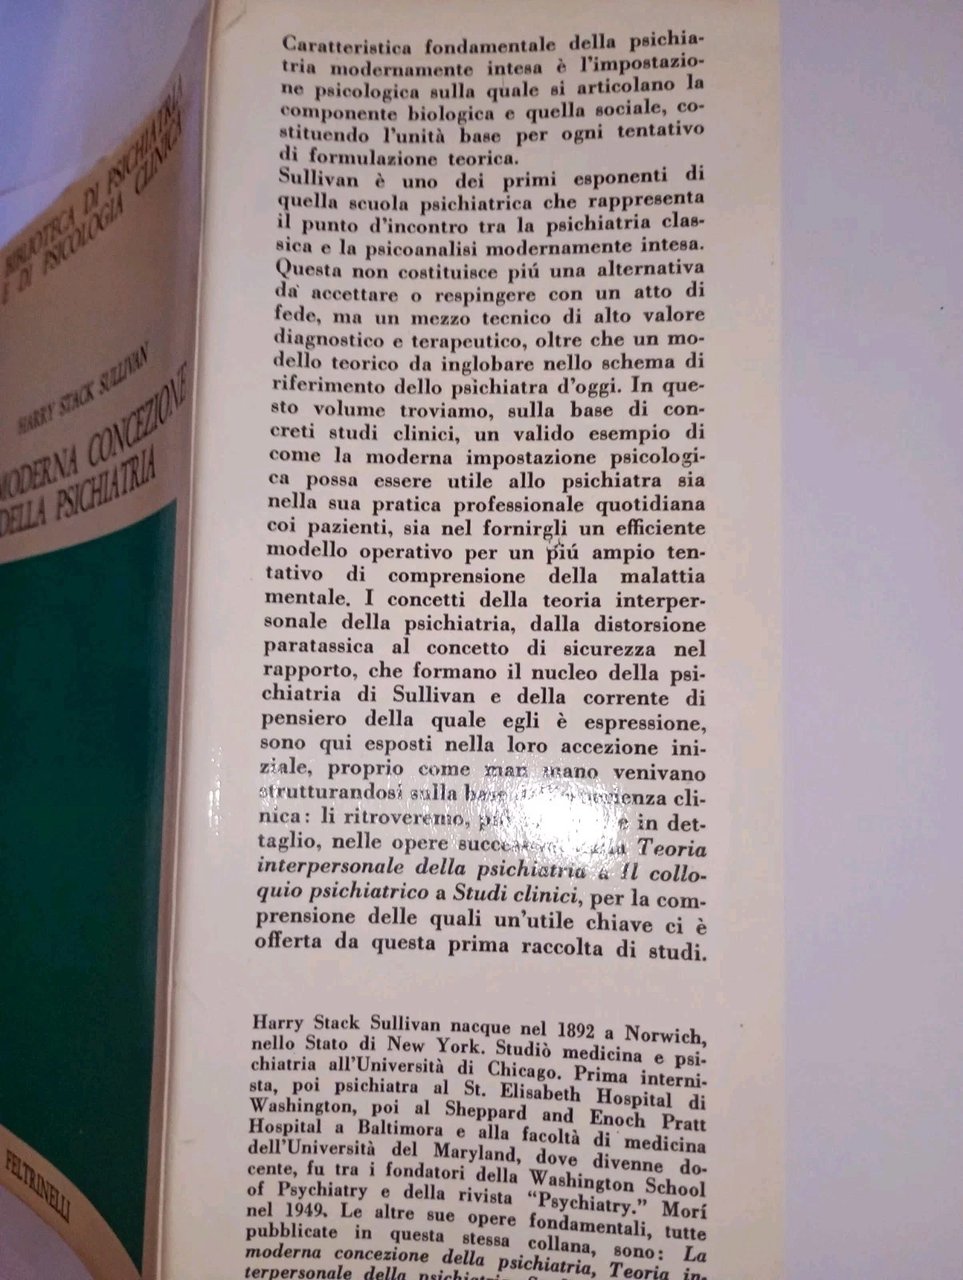 BIBLIOTECA DI PSICHIATRIA
E DI PSICOLOGIA CLINICA
HARRY STACK SULLIVAN
MODERNA CONCEZIONE
DELLA PSICHIATRIA
FELTRINELLI
Caratteristica fondamentale della psichia-
tria modernamente intesa è l'impostazio-
ne psicologica sulla quale si articolano la
componente biologica e quella sociale, co-
stituendo l'unità base per ogni tentativo
di formulazione teorica.
Sullivan è uno dei primi esponenti di
quella scuola psichiatrica che rappresenta
il punto d'incontro tra la psichiatria clas-
sica e la psicoanalisi modernamente intesa.
Questa non costituisce piú una alternativa
da accettare o respingere con un atto di
fede, ma un mezzo tecnico di alto valore
diagnostico e terapeutico, oltre che un mo-
dello teorico da inglobare nello schema di
riferimento dello psichiatra d'oggi. In que-
sto volume troviamo, sulla base di con-
creti studi clinici, un valido esempio di
come la moderna impostazione psicologi-
ca possa essere utile allo psichiatra sia
nella sua pratica professionale quotidiana
coi pazienti, sia nel fornirgli un efficiente
modello operativo per un piú ampio ten-
tativo di comprensione della malattia
mentale. I concetti della teoria interper-
sonale della psichiatria, dalla distorsione
paratassica al concetto di sicurezza nel
rapporto, che formano il nucleo della psi-
chiatria di Sullivan e della corrente di
pensiero della quale egli è espressione,
sono qui esposti nella loro accezione ini-
ziale, proprio come man mano venivano
strutturandosi sulla base cli-
nica: li ritroveremo, e in det-
taglio, nelle opere dalla Teoria
interpersonale della psichiatria a Il collo-
quio psichiatrico a Studi clinici, per la com-
prensione delle quali un'utile chiave ci è
offerta da questa prima raccolta di studi.
Harry Stack Sullivan nacque nel 1892 a Norwich,
nello Stato di New York. Studiò medicina e psi-
chiatria all'Università di Chicago. Prima interni-
sta, poi psichiatra al St. Elisabeth Hospital di
Washington, poi al Sheppard and Enoch Pratt
Hospital a Baltimora e alla facoltà di medicina
dell'Università del Maryland, dove divenne do-
cente, fu tra i fondatori della Washington School
of Psychiatry e della rivista "Psychiatry." Morí
nel 1949. Le altre sue opere fondamentali, tutte
pubblicate in questa stessa collana, sono: La
moderna concezione della psichiatria, Teoria in-
terpersonale della